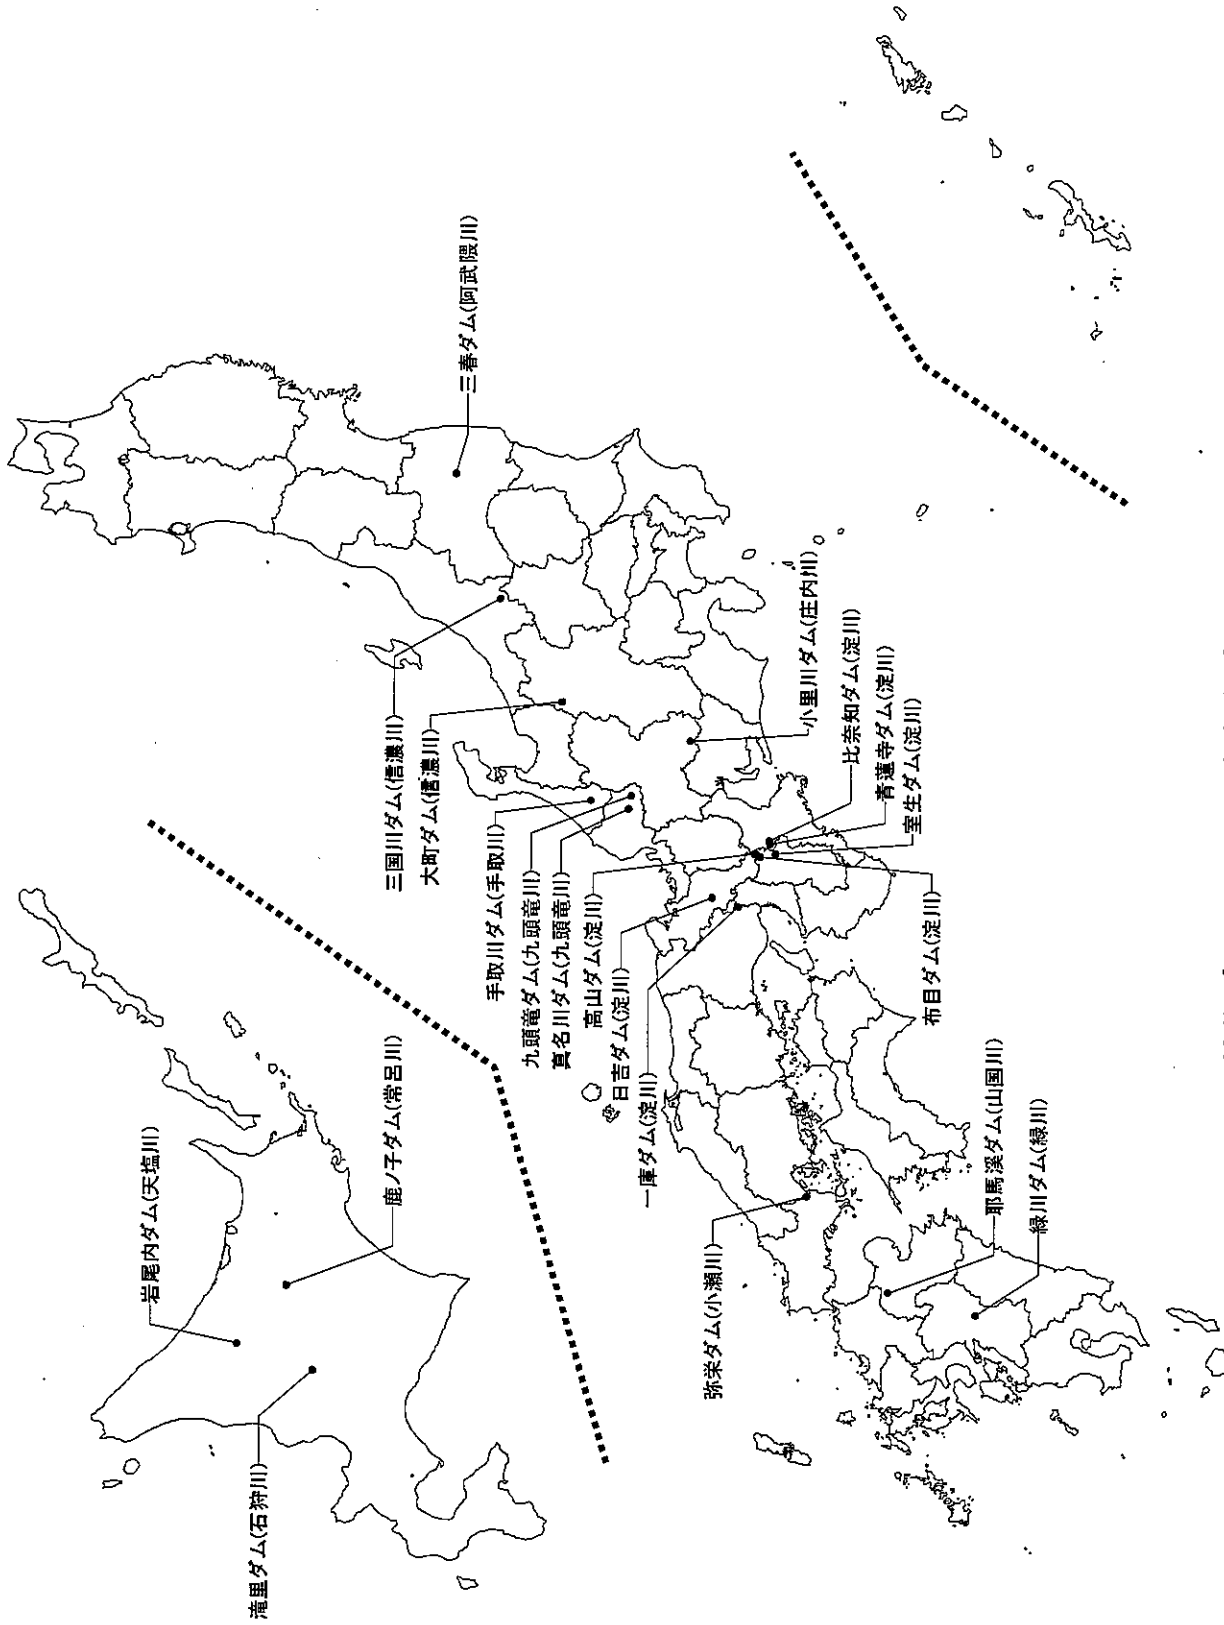 岩尾内ダム(天塩川)
鹿ノ子ダム(常呂川)
滝里ダム(石狩川)
三春ダム(阿武隈川)
三国川ダム(信濃川)
大町ダム(信濃川)
手取川ダム(手取川)
九頭竜ダム(九頭竜川)
真名川ダム(九頭竜川)
高山ダム(淀川)
日吉ダム(淀川)
一庫ダム(淀川)
小里川ダム(庄内川)
比奈知ダム(淀川)
青蓮寺ダム(淀川)
室生ダム(淀川)
布目ダム(淀川)
弥栄ダム(小瀬川)
耶馬溪ダム(山国川)
緑川ダム(緑川)